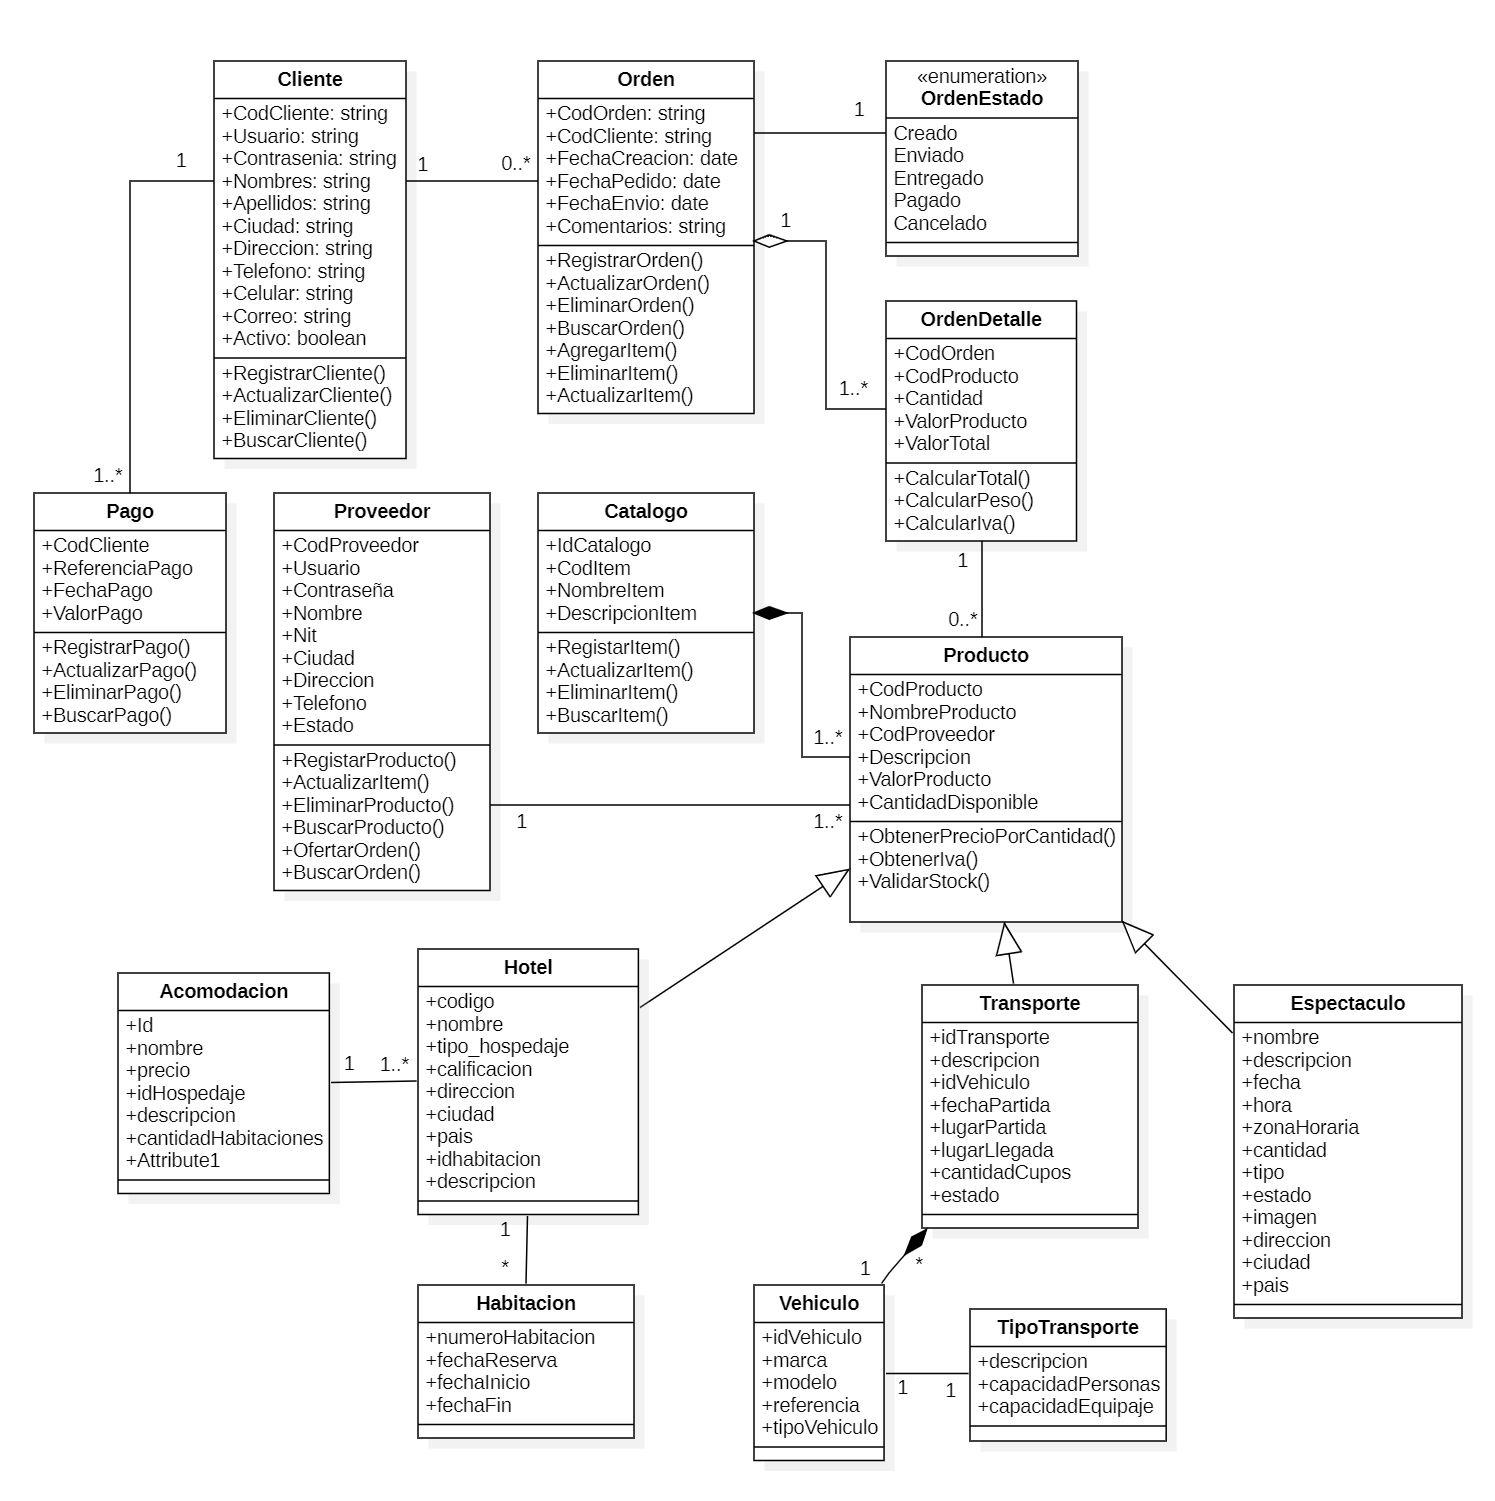 Cliente
+CodCliente: string
+Usuario: string
+Contrasenia: string
+Nombres: string
+Apellidos: string
+Ciudad: string
+Direccion: string
+Telefono: string
+Celular: string
+Correo: string
+Activo: boolean
+RegistrarCliente()
+ActualizarCliente()
+EliminarCliente()
+BuscarCliente()
1
1..*
1
0..*
Orden
+CodOrden: string
+CodCliente: string
+FechaCreacion: date
+FechaPedido: date
+FechaEnvio: date
+Comentarios: string
+RegistrarOrden()
+ActualizarOrden()
+EliminarOrden()
+BuscarOrden()
+AgregarItem()
+EliminarItem()
+ActualizarItem()
1
1
1..*
«enumeration»
OrdenEstado
Creado
Enviado
Entregado
Pagado
Cancelado
OrdenDetalle
+CodOrden
+CodProducto
+Cantidad
+ValorProducto
+ValorTotal
+CalcularTotal()
+CalcularPeso()
+CalcularIva()
1
0..*
Pago
+CodCliente
+ReferenciaPago
+FechaPago
+ValorPago
+RegistrarPago()
+ActualizarPago()
+EliminarPago()
+BuscarPago()
Proveedor
+CodProveedor
+Usuario
+Contraseña
+Nombre
+Nit
+Ciudad
+Direccion
+Telefono
+Estado
+RegistarProducto()
+ActualizarItem()
+EliminarProducto()
+BuscarProducto()
+OfertarOrden()
+BuscarOrden()
1
1..*
Catalogo
+IdCatalogo
+CodItem
+NombreItem
+DescripcionItem
+RegistarItem()
+ActualizarItem()
+EliminarItem()
+BuscarItem()
1..*
Producto
+CodProducto
+NombreProducto
+CodProveedor
+Descripcion
+ValorProducto
+CantidadDisponible
+ObtenerPrecioPorCantidad()
+ObtenerIva()
+ValidarStock()
Acomodacion
+Id
+nombre
+precio
+idHospedaje
+descripcion
+cantidadHabitaciones
+Attribute1
1
1..*
Hotel
+codigo
+nombre
+tipo_hospedaje
+calificacion
+direccion
+ciudad
+pais
+idhabitacion
+descripcion
1
*
Habitacion
+numeroHabitacion
+fechaReserva
+fechaInicio
+fechaFin
Transporte
+idTransporte
+descripcion
+idVehiculo
+fechaPartida
+lugarPartida
+lugarLlegada
+cantidadCupos
+estado
*
1
Vehiculo
+idVehiculo
+marca
+modelo
+referencia
+tipoVehiculo
1
1
TipoTransporte
+descripcion
+capacidadPersonas
+capacidadEquipaje
Espectaculo
+nombre
+descripcion
+fecha
+hora
+zonaHoraria
+cantidad
+tipo
+estado
+imagen
+direccion
+ciudad
+pais